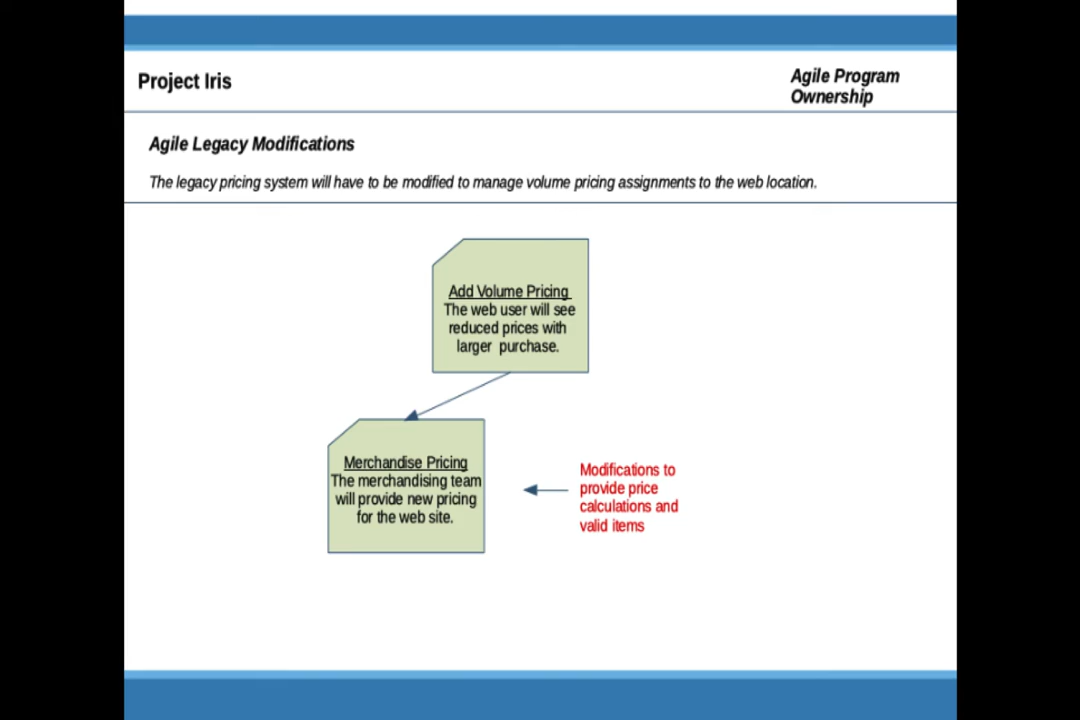 Project Iris
Agile Program
Ownership
Agile Legacy Modifications
The legacy pricing system will have to be modified to manage volume pricing assignments to the web location.
Add Volume Pricing
The web user will see
reduced prices with
larger purchase.
Merchandise Pricing
The merchandising team
will provide new pricing
for the web site.
Modifications to
provide price
calculations and
valid items